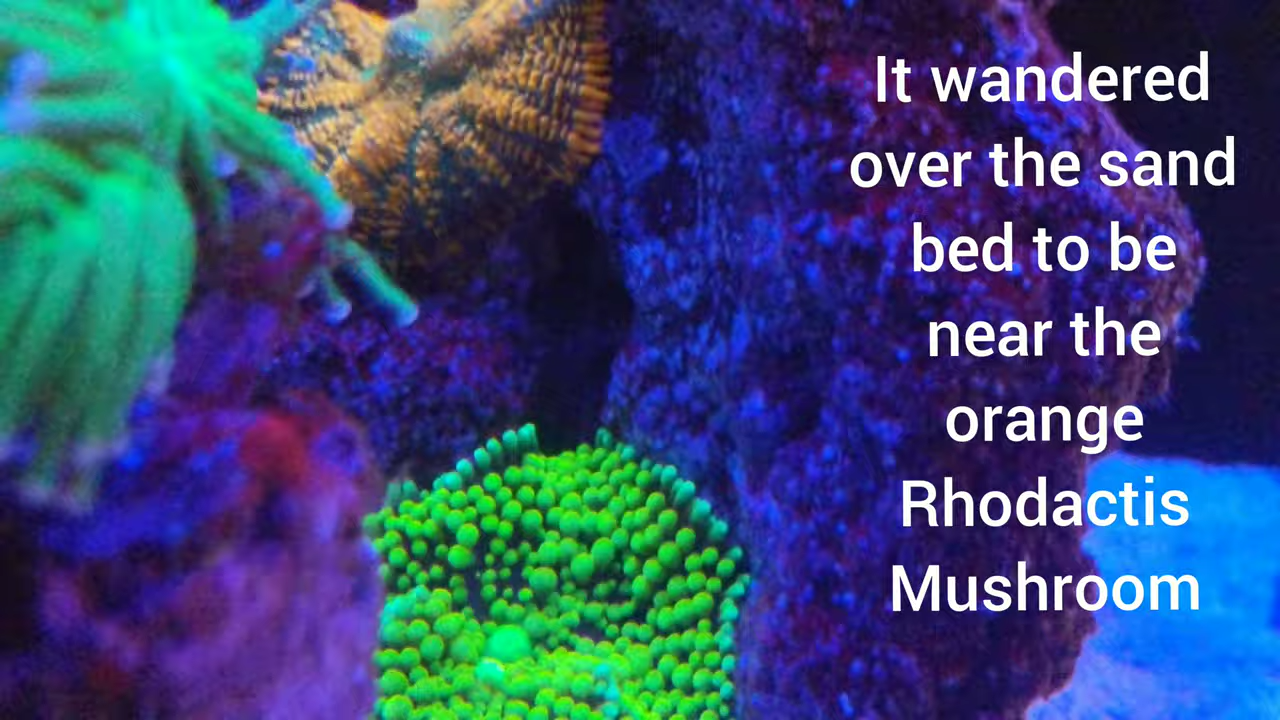 It wandered
over the sand
bed to be
near the
orange
Rhodactis
Mushroom